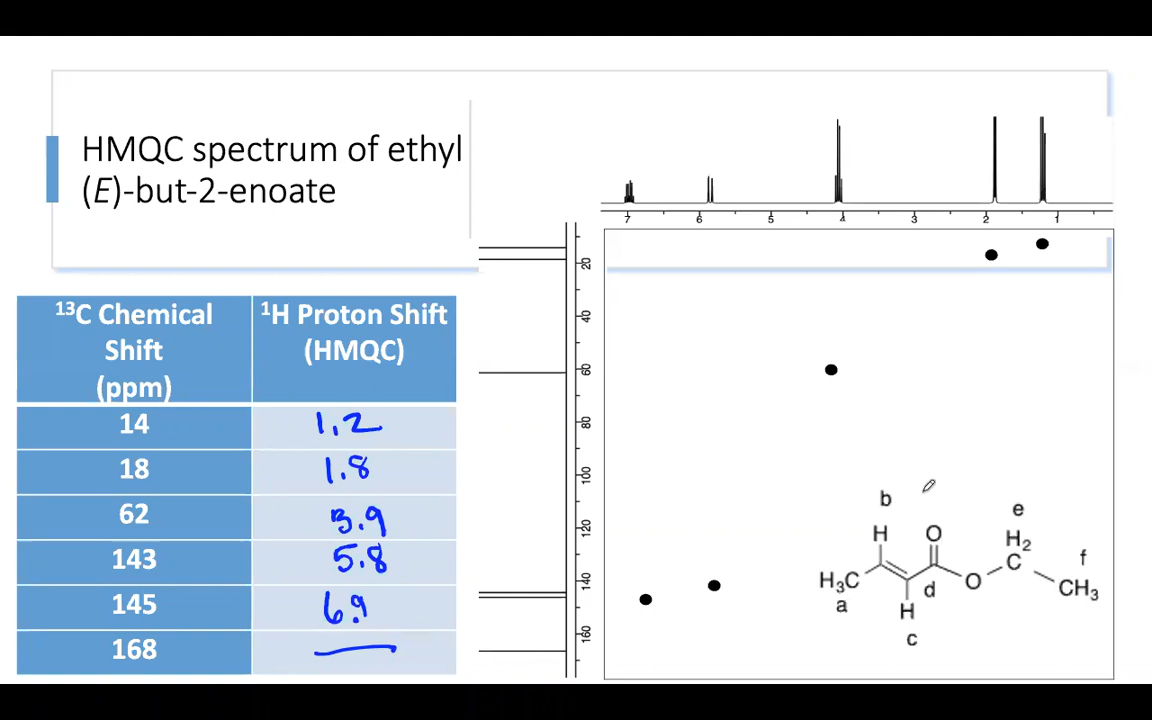 HMQC spectrum of ethyl
(E)-but-2-enoate
7 6 5 4 3 2 1
13C Chemical
Shift
(ppm)
1H Proton Shift
(HMQC)
14 1.2
18 1.8
62 3.9
143 5.8
145 6.9
168
20
40
60
80
100
120
140
160
b
e
H O H2
C f
H3C O CH3
a d
H
c